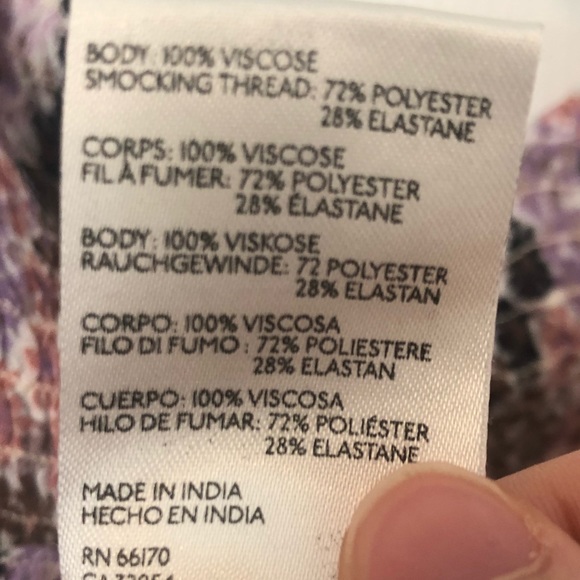 BODY: 100% VISCOSE
SMOCKING THREAD: 72% POLYESTER
28% ELASTANE
CORPS: 100% VISCOSE
FIL À FUMER: 72% POLYESTER
28% ÉLASTANE
BODY: 100% VISKOSE
RAUCHGEWINDE: 72 POLYESTER
28% ELASTAN
CORPO: 100% VISCOSA
FILO DI FUMO: 72% POLIESTERE
28% ELASTAN
CUERPO: 100% VISCOSA
HILO DE FUMAR: 72% POLIÉSTER
28% ELASTANE
MADE IN INDIA
HECHO EN INDIA
RN 66170